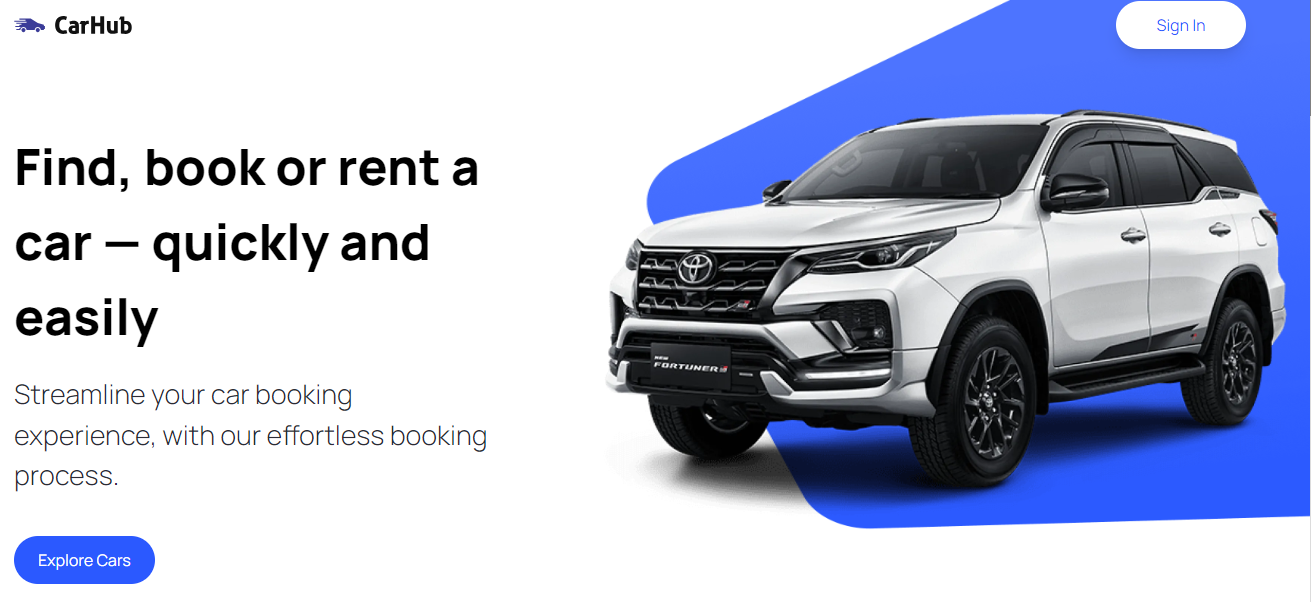 CarHub
Sign In
Find, book or rent a
car — quickly and
easily
Streamline your car booking
experience, with our effortless booking
process.
Explore Cars
NEW
FORTUNER